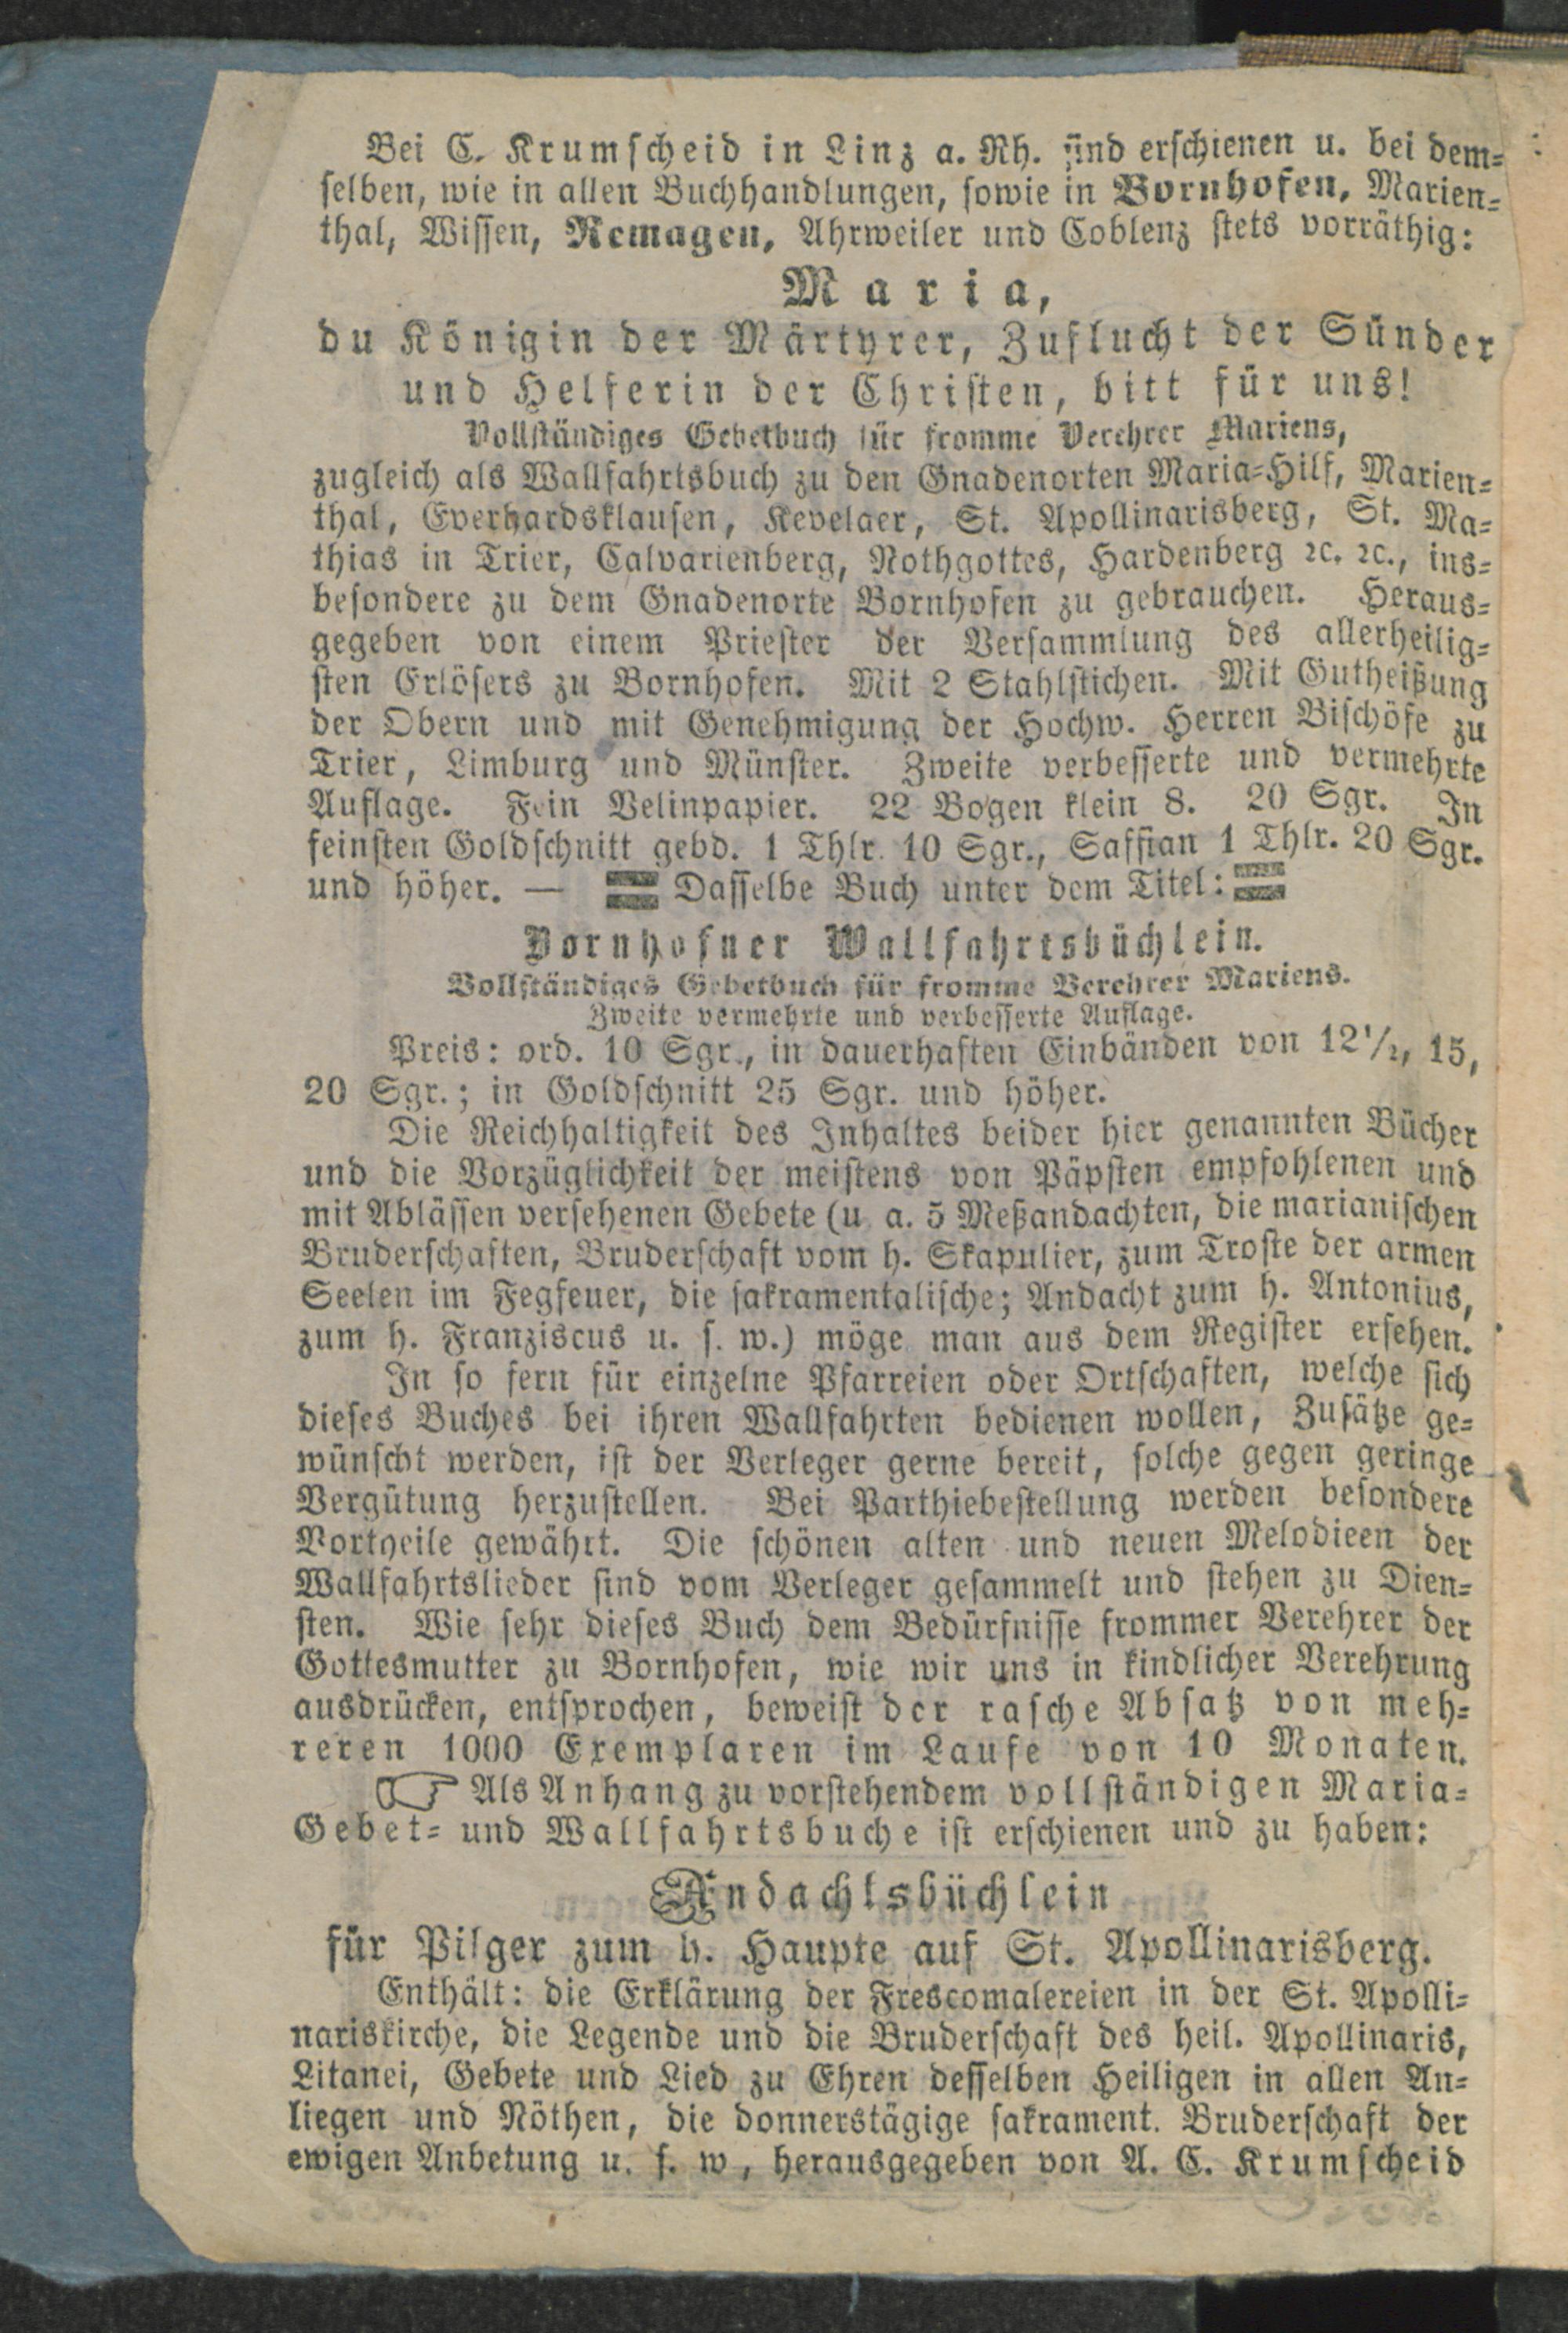 Bei C. Krumscheid in Linz a. Rh. sind erschienen u. bei dem-
selben, wie in allen Buchhandlungen, sowie in Bornhofen, Marien-
thal, Wissen, Remagen, Ahrweiler und Coblenz stets vorräthig:
Maria,
du Königin der Märtyrer, Zuflucht der Sünder
und Helferin der Christen, bitt für uns!
Vollständiges Gebetbuch für fromme Verehrer Mariens,
zugleich als Wallfahrtsbuch zu den Gnadenorten Maria-Hilf, Marien-
thal, Everhardsklausen, Kevelaer, St. Apollinarisberg, St. Ma-
thias in Trier, Calvarienberg, Nothgottes, Hardenberg ꝛc. ꝛc., ins-
besondere zu dem Gnadenorte Bornhofen zu gebrauchen. Heraus-
gegeben von einem Priester der Versammlung des allerheilig-
sten Erlösers zu Bornhofen. Mit 2 Stahlstichen. Mit Gutheißung
der Obern und mit Genehmigung der Hochw. Herren Bischöfe zu
Trier, Limburg und Münster. Zweite verbesserte und vermehrte
Auflage. Fein Velinpapier. 22 Bogen klein 8. 20 Sgr. In
feinsten Goldschnitt gebd. 1 Thlr. 10 Sgr., Saffian 1 Thlr. 20 Sgr.
und höher. — Dasselbe Buch unter dem Titel:
Bornhofner Wallfahrtsbüchlein.
Vollständiges Gebetbuch für fromme Verehrer Mariens.
Zweite vermehrte und verbesserte Auflage.
Preis: ord. 10 Sgr., in dauerhaften Einbänden von 12½, 15,
20 Sgr.; in Goldschnitt 25 Sgr. und höher.
Die Reichhaltigkeit des Inhaltes beider hier genannten Bücher
und die Vorzüglichkeit der meistens von Päpsten empfohlenen und
mit Ablässen versehenen Gebete (u. a. 5 Meßandachten, die marianischen
Bruderschaften, Bruderschaft vom h. Skapulier, zum Troste der armen
Seelen im Fegfeuer, die sakramentalische; Andacht zum h. Antonius,
zum h. Franziscus u. s. w.) möge man aus dem Register ersehen.
In so fern für einzelne Pfarreien oder Ortschaften, welche sich
dieses Buches bei ihren Wallfahrten bedienen wollen, Zusätze ge-
wünscht werden, ist der Verleger gerne bereit, solche gegen geringe
Vergütung herzustellen. Bei Parthiebestellung werden besondere
Vortheile gewährt. Die schönen alten und neuen Melodieen der
Wallfahrtslieder sind vom Verleger gesammelt und stehen zu Dien-
sten. Wie sehr dieses Buch dem Bedürfnisse frommer Verehrer der
Gottesmutter zu Bornhofen, wie wir uns in kindlicher Verehrung
ausdrücken, entsprochen, beweist der rasche Absatz von meh-
reren 1000 Exemplaren im Laufe von 10 Monaten.
☞ Als Anhang zu vorstehendem vollständigen Maria-
Gebet- und Wallfahrtsbuche ist erschienen und zu haben:
Andachtsbüchlein
für Pilger zum h. Haupte auf St. Apollinarisberg.
Enthält: die Erklärung der Frescomalereien in der St. Apolli-
nariskirche, die Legende und die Bruderschaft des heil. Apollinaris,
Litanei, Gebete und Lied zu Ehren desselben Heiligen in allen An-
liegen und Nöthen, die donnerstägige sakrament. Bruderschaft der
ewigen Anbetung u. s. w, herausgegeben von A. C. Krumscheid